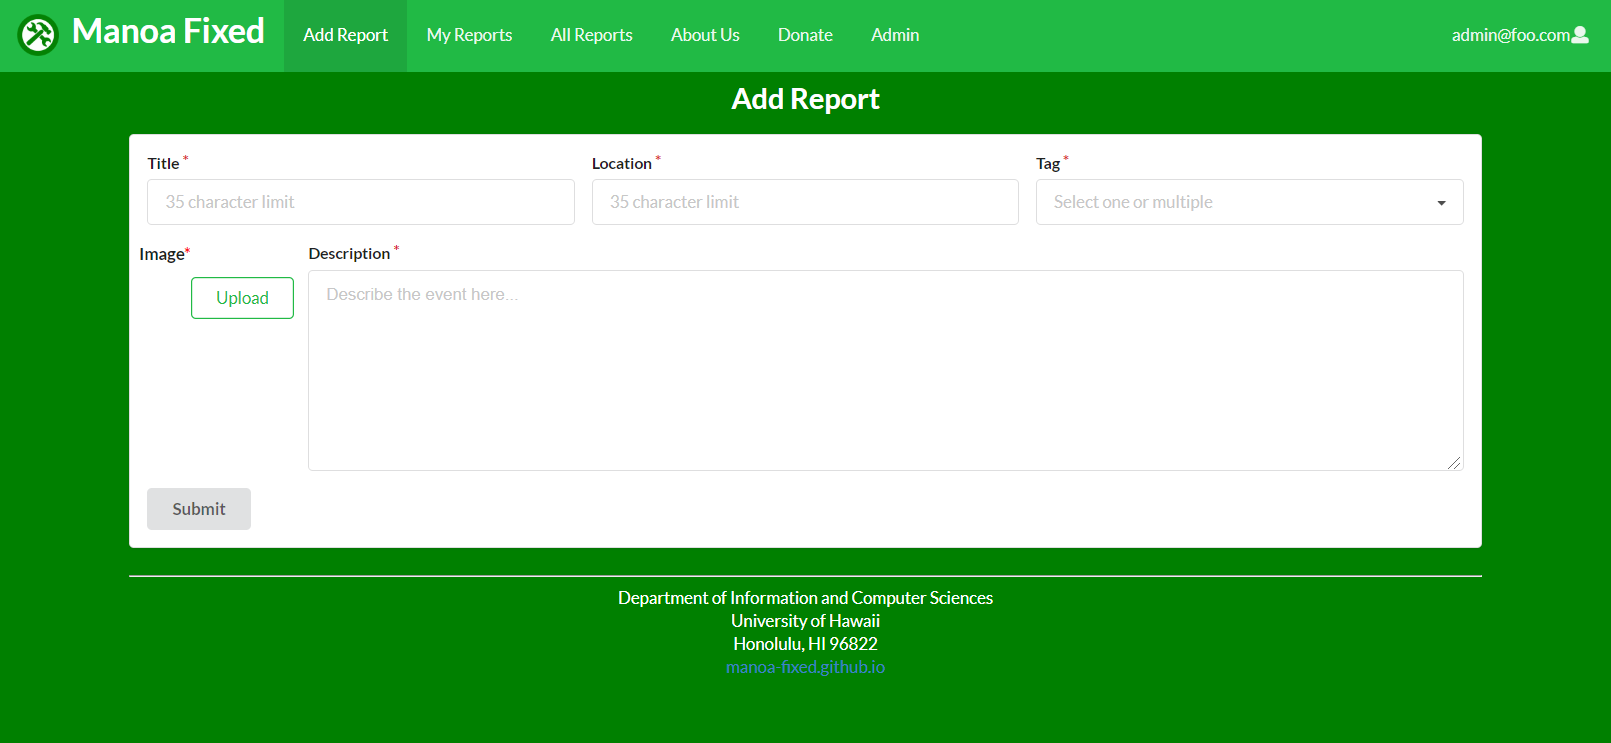 Manoa Fixed Add Report My Reports All Reports About Us Donate Admin admin@foo.com
Add Report
Title * Location * Tag *
35 character limit 35 character limit Select one or multiple
Image* Description *
Upload Describe the event here...
Submit
Department of Information and Computer Sciences
University of Hawaii
Honolulu, HI 96822
manoa-fixed.github.io